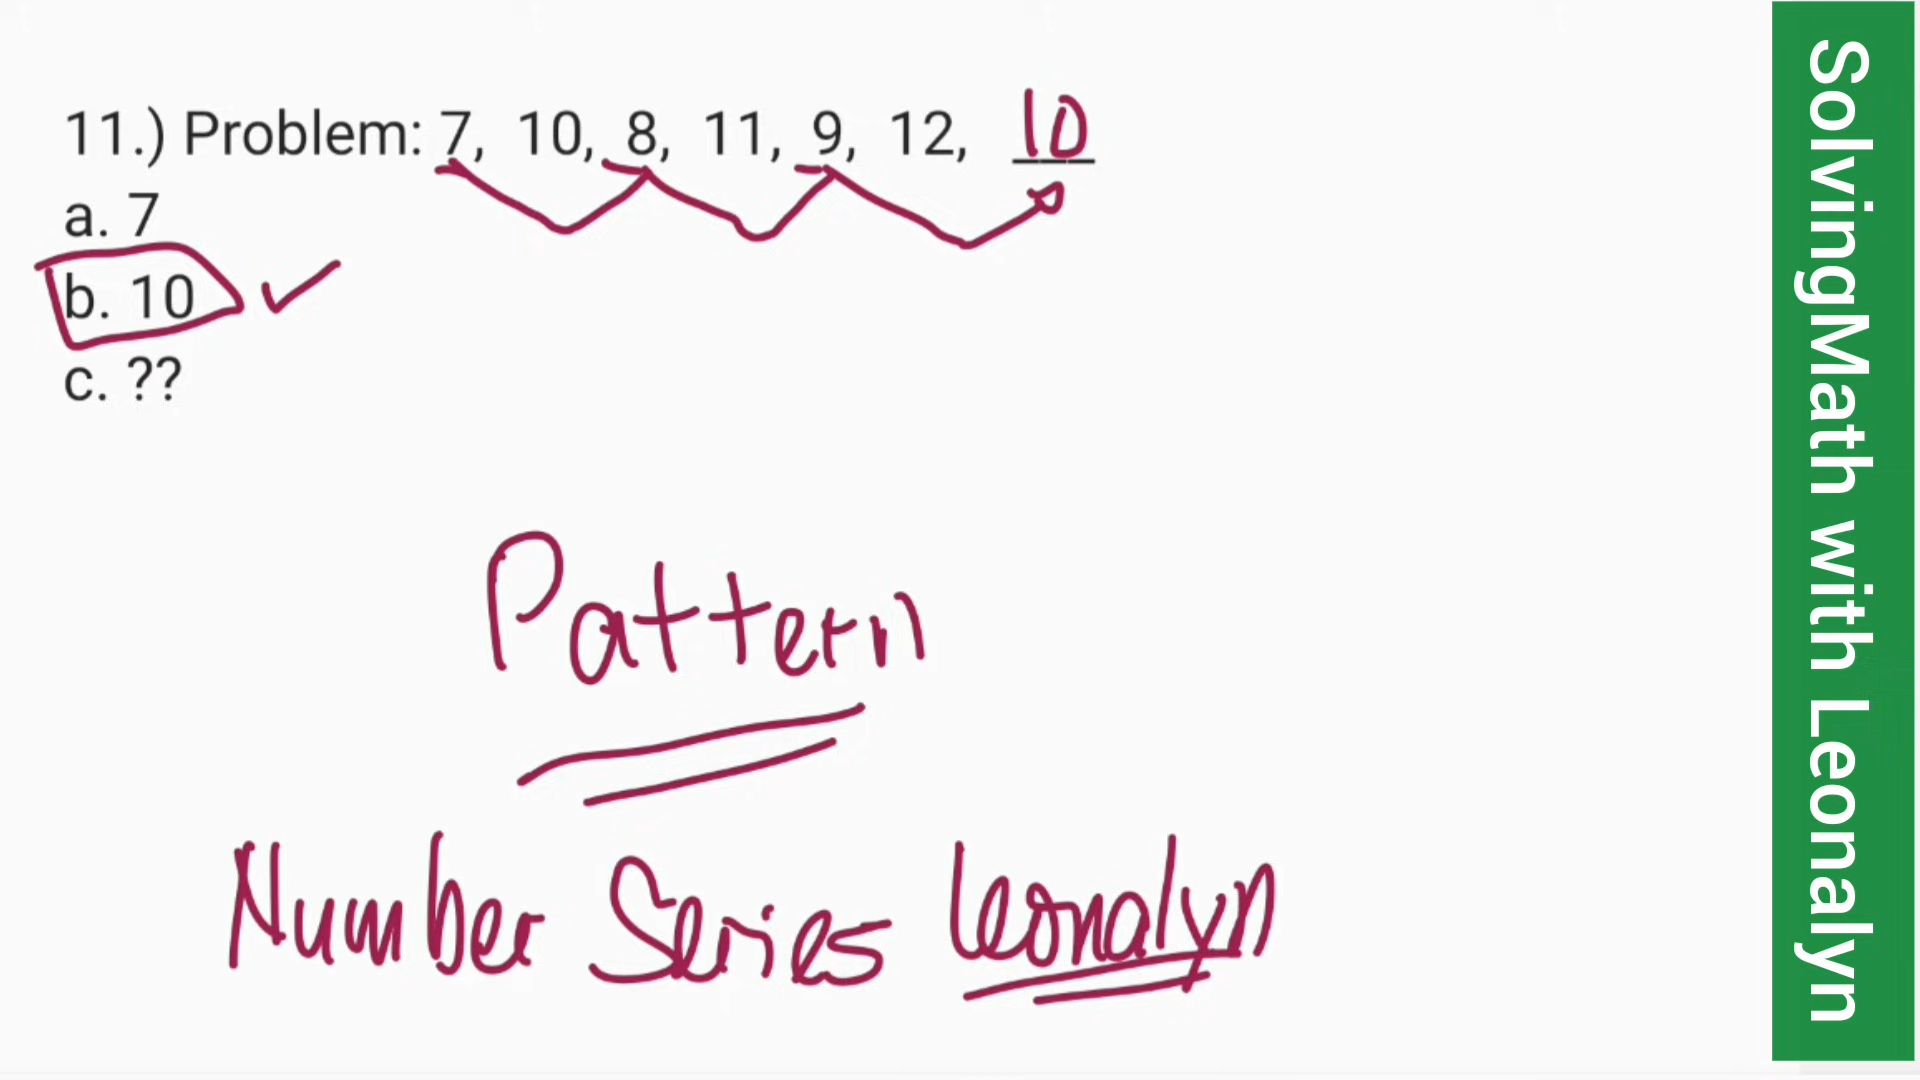 11.) Problem: 7, 10, 8, 11, 9, 12, 10
a. 7
b. 10
c. ??
Pattern
Number Series Leonalyn
SolvingMath with Leonalyn